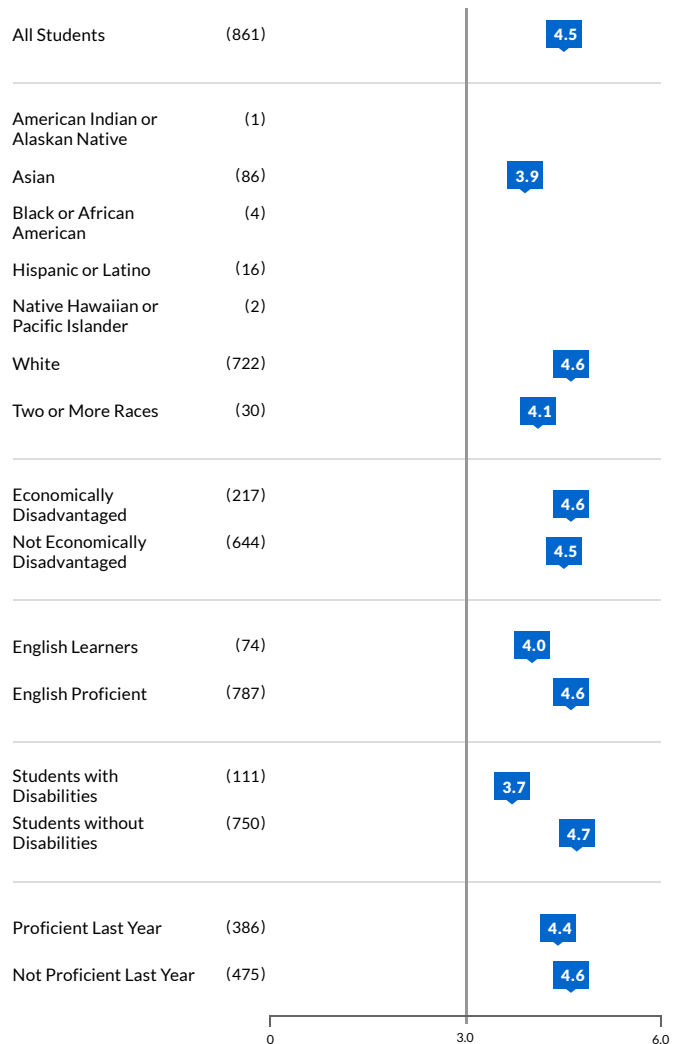 All Students (861) 4.5
American Indian or (1)
Alaskan Native
Asian (86) 3.9
Black or African (4)
American
Hispanic or Latino (16)
Native Hawaiian or (2)
Pacific Islander
White (722) 4.6
Two or More Races (30) 4.1
Economically (217) 4.6
Disadvantaged
Not Economically (644) 4.5
Disadvantaged
English Learners (74) 4.0
English Proficient (787) 4.6
Students with (111) 3.7
Disabilities
Students without (750) 4.7
Disabilities
Proficient Last Year (386) 4.4
Not Proficient Last Year (475) 4.6
0 3.0 6.0